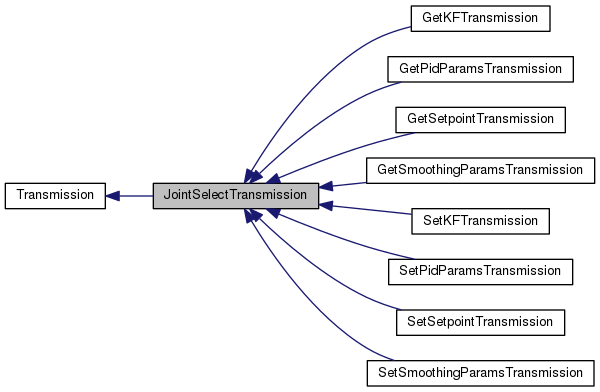 Transmission
JointSelectTransmission
GetKFTransmission
GetPidParamsTransmission
GetSetpointTransmission
GetSmoothingParamsTransmission
SetKFTransmission
SetPidParamsTransmission
SetSetpointTransmission
SetSmoothingParamsTransmission